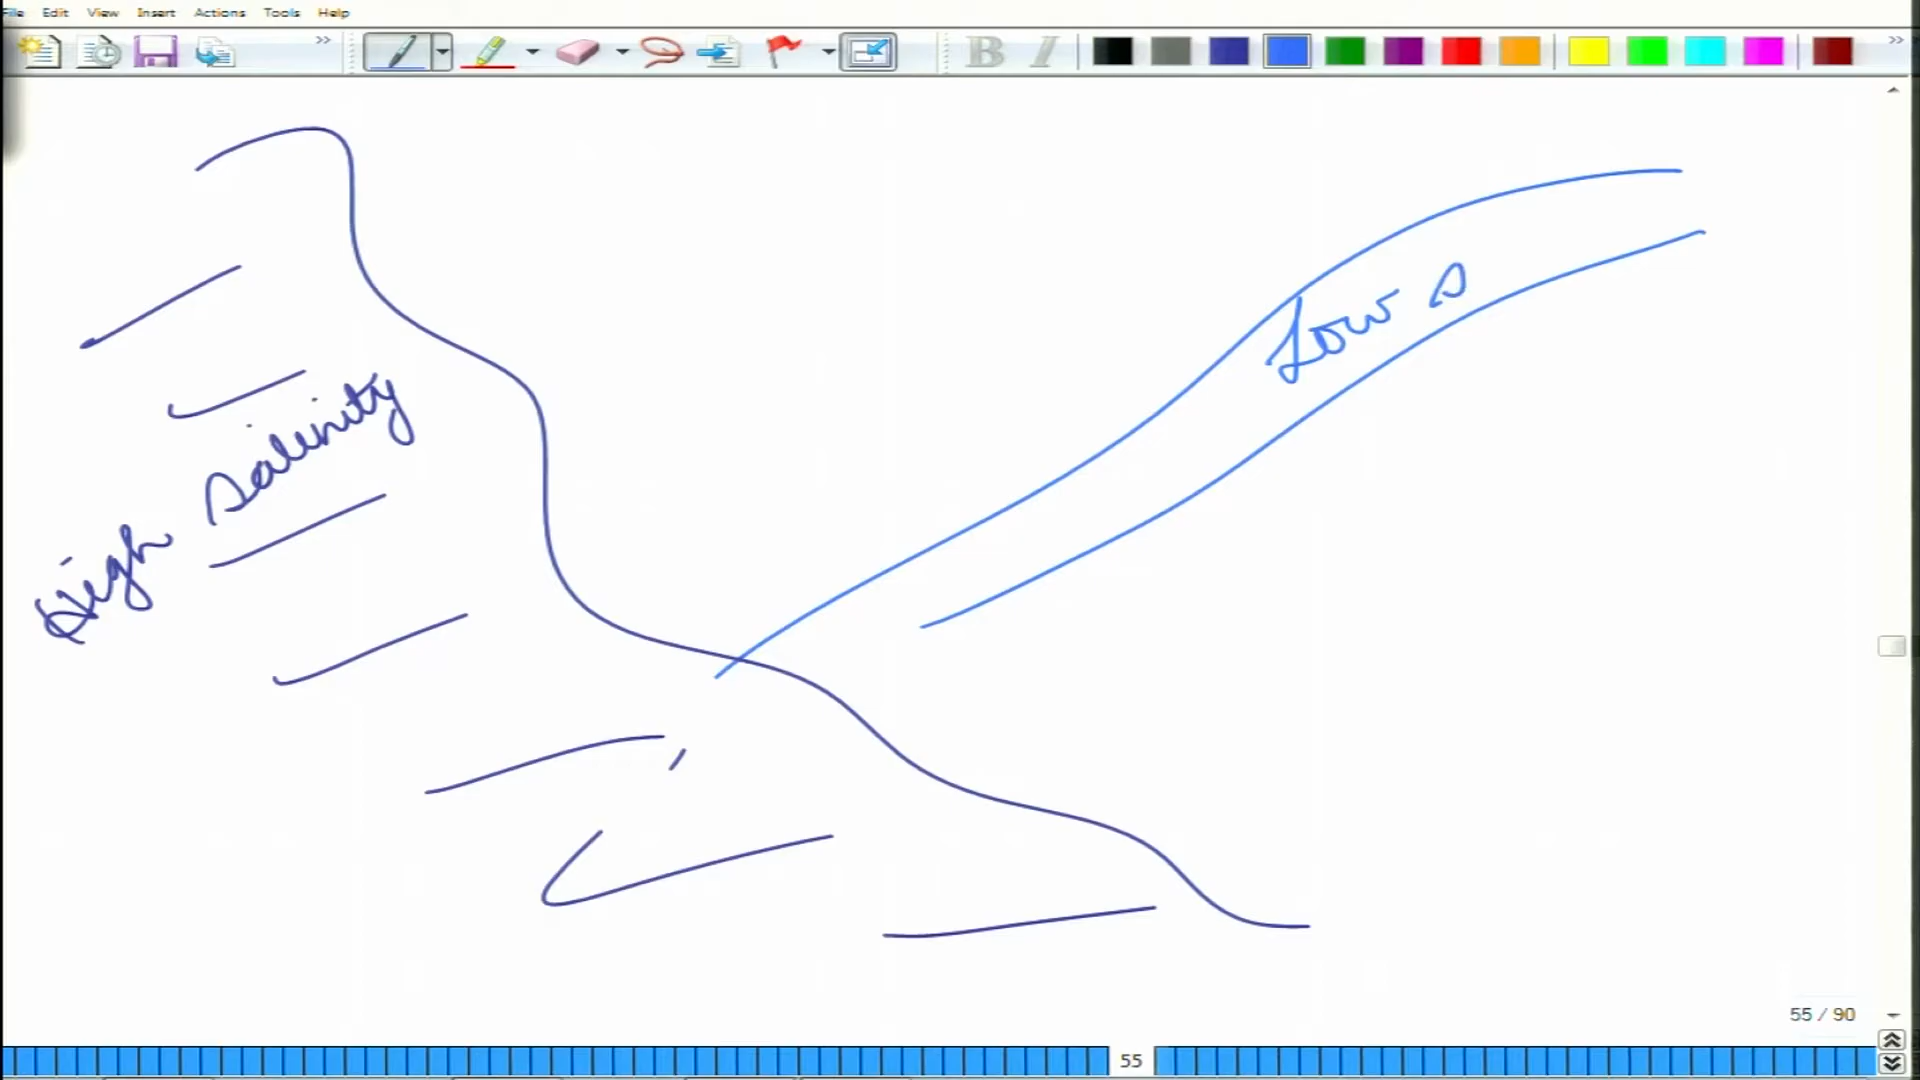 File Edit View Insert Actions Tools Help
B I
Low s
High Salinity
55 / 90
55